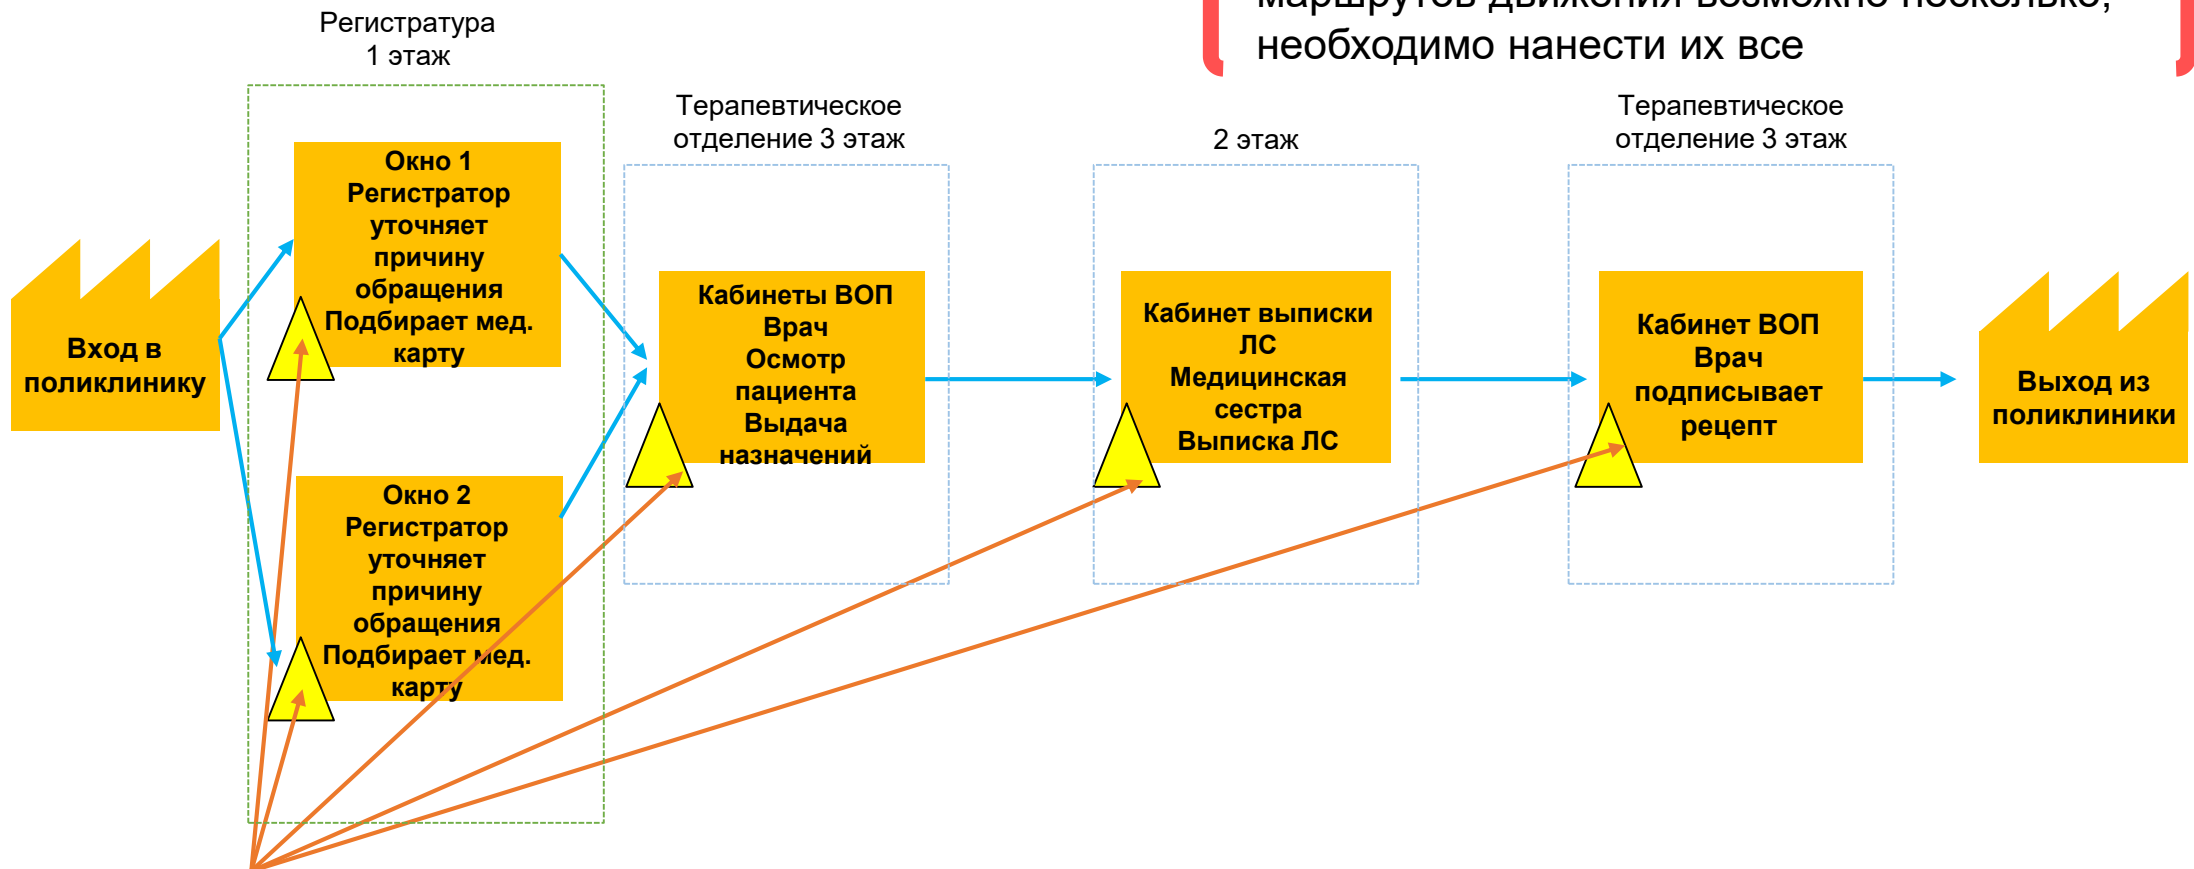 маршрутов движения возможно несколько,
необходимо нанести их все
Регистратура
1 этаж
Терапевтическое
отделение 3 этаж
2 этаж
Терапевтическое
отделение 3 этаж
Вход в
поликлинику
Окно 1
Регистратор
уточняет
причину
обращения
Подбирает мед.
карту
Окно 2
Регистратор
уточняет
причину
обращения
Подбирает мед.
карту
Кабинеты ВОП
Врач
Осмотр
пациента
Выдача
назначений
Кабинет выписки
ЛС
Медицинская
сестра
Выписка ЛС
Кабинет ВОП
Врач
подписывает
рецепт
Выход из
поликлиники